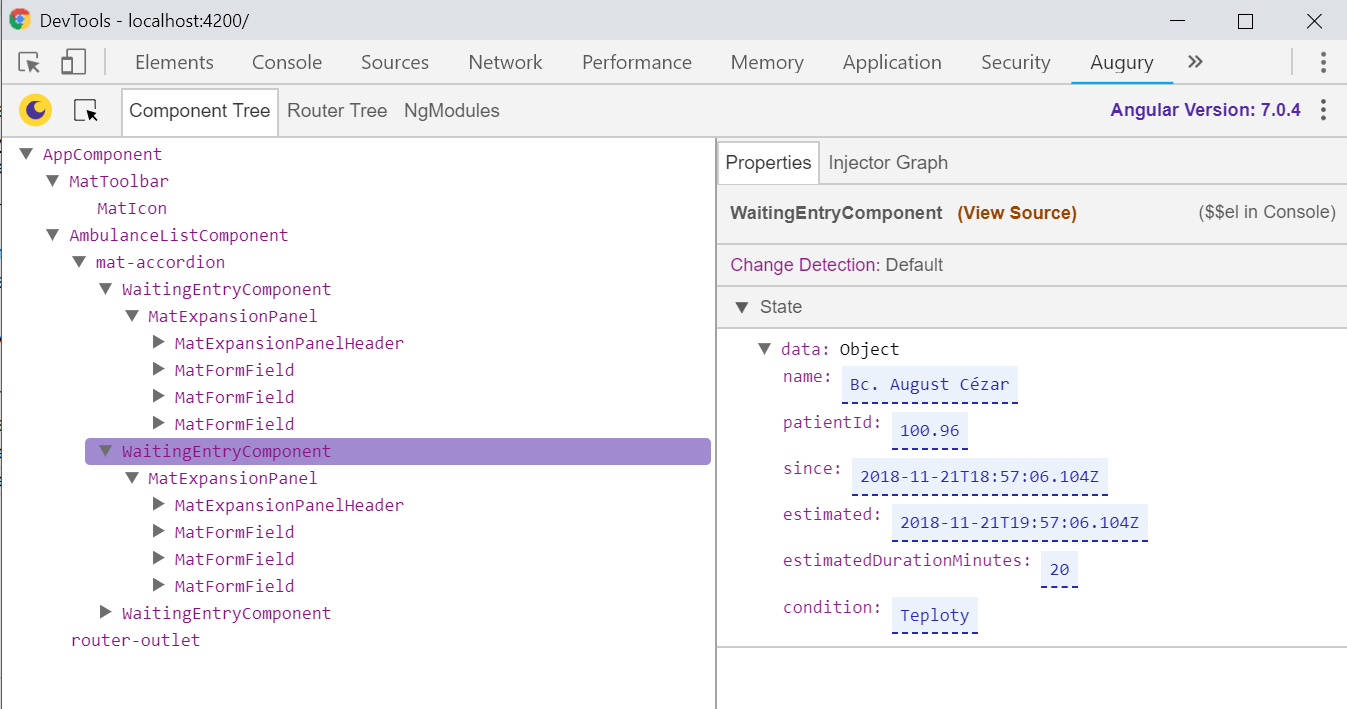 DevTools - localhost:4200/
Elements Console Sources Network Performance Memory Application Security Augury »
Component Tree Router Tree NgModules Angular Version: 7.0.4
AppComponent
MatToolbar
MatIcon
AmbulanceListComponent
mat-accordion
WaitingEntryComponent
MatExpansionPanel
MatExpansionPanelHeader
MatFormField
MatFormField
MatFormField
WaitingEntryComponent
MatExpansionPanel
MatExpansionPanelHeader
MatFormField
MatFormField
MatFormField
WaitingEntryComponent
router-outlet
Properties Injector Graph
WaitingEntryComponent (View Source) ($$el in Console)
Change Detection: Default
State
data: Object
name: Bc. August Cézar
patientId: 100.96
since: 2018-11-21T18:57:06.104Z
estimated: 2018-11-21T19:57:06.104Z
estimatedDurationMinutes: 20
condition: Teploty